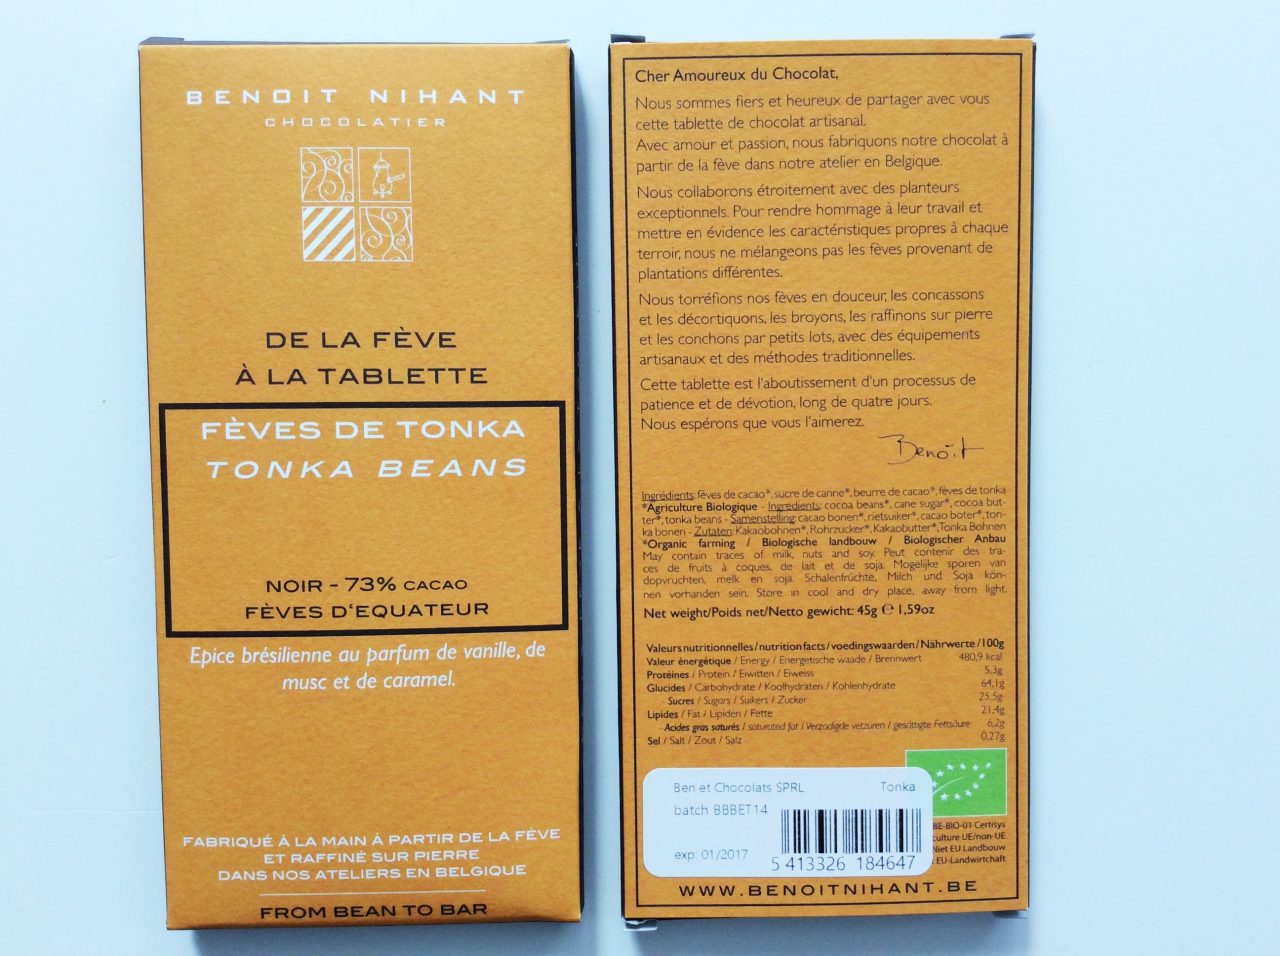 BENOIT NIHANT
CHOCOLATIER
DE LA FÈVE
À LA TABLETTE
FÈVES DE TONKA
TONKA BEANS
NOIR - 73% CACAO
FÈVES D'EQUATEUR
Epice brésilienne au parfum de vanille, de
musc et de caramel.
FABRIQUÉ À LA MAIN À PARTIR DE LA FÈVE
ET RAFFINÉ SUR PIERRE
DANS NOS ATELIERS EN BELGIQUE
FROM BEAN TO BAR
Cher Amoureux du Chocolat,
Nous sommes fiers et heureux de partager avec vous
cette tablette de chocolat artisanal.
Avec amour et passion, nous fabriquons notre chocolat à
partir de la fève dans notre atelier en Belgique.
Nous collaborons étroitement avec des planteurs
exceptionnels. Pour rendre hommage à leur travail et
mettre en évidence les caractéristiques propres à chaque
terroir, nous ne mélangeons pas les fèves provenant de
plantations différentes.
Nous torréfions nos fèves en douceur, les concassons
et les décortiquons, les broyons, les raffinons sur pierre
et les conchons par petits lots, avec des équipements
artisanaux et des méthodes traditionnelles.
Cette tablette est l'aboutissement d'un processus de
patience et de dévotion, long de quatre jours.
Nous espérons que vous l'aimerez.
Benoît
Ingrédients: fèves de cacao*, sucre de canne*, beurre de cacao*, fèves de tonka
*Agriculture Biologique - Ingredients: cocoa beans*, cane sugar*, cocoa but-
ter*, tonka beans - Samenstelling: cacao bonen*, rietsuiker*, cacao boter*, ton-
ka bonen - Zutaten: Kakaobohnen*, Rohrzucker*, Kakaobutter*, Tonka Bohnen
*Organic farming / Biologische landbouw / Biologischer Anbau
May contain traces of milk, nuts and soy. Peut contenir des tra-
ces de fruits à coques, de lait et de soja. Mogelijke sporen van
dopvruchten, melk en soja. Schalenfrüchte, Milch und Soja kön-
nen vorhanden sein. Store in cool and dry place, away from light.
Net weight/Poids net/Netto gewicht: 45g ℮ 1,59oz
Valeurs nutritionnelles/nutrition facts/voedingswaarden/Nährwerte /100g
Valeur énergétique / Energy / Energetische waade / Brennwert 480,9 kcal
Protéines / Protein / Eiwitten / Eiweiss 5,3g
Glucides / Carbohydrate / Koolhydraten / Kohlenhydrate 64,1g
- Sucres / Sugars / Suikers / Zucker 25,5g
Lipides / Fat / Lipiden / Fette 21,4g
- Acides gras saturés / saturated fat / Verzadigde vetzuren / gesättigte Fettsäure 6,2g
Sel / Salt / Zout / Salz 0,27g
Ben et Chocolats SPRL Tonka
batch BBBET14
exp: 01/2017
5 413326 184647
BE-BIO-01 Certisys
culture UE/non-UE
Niet EU Landbouw
EU-Landwirtschaft
WWW.BENOITNIHANT.BE